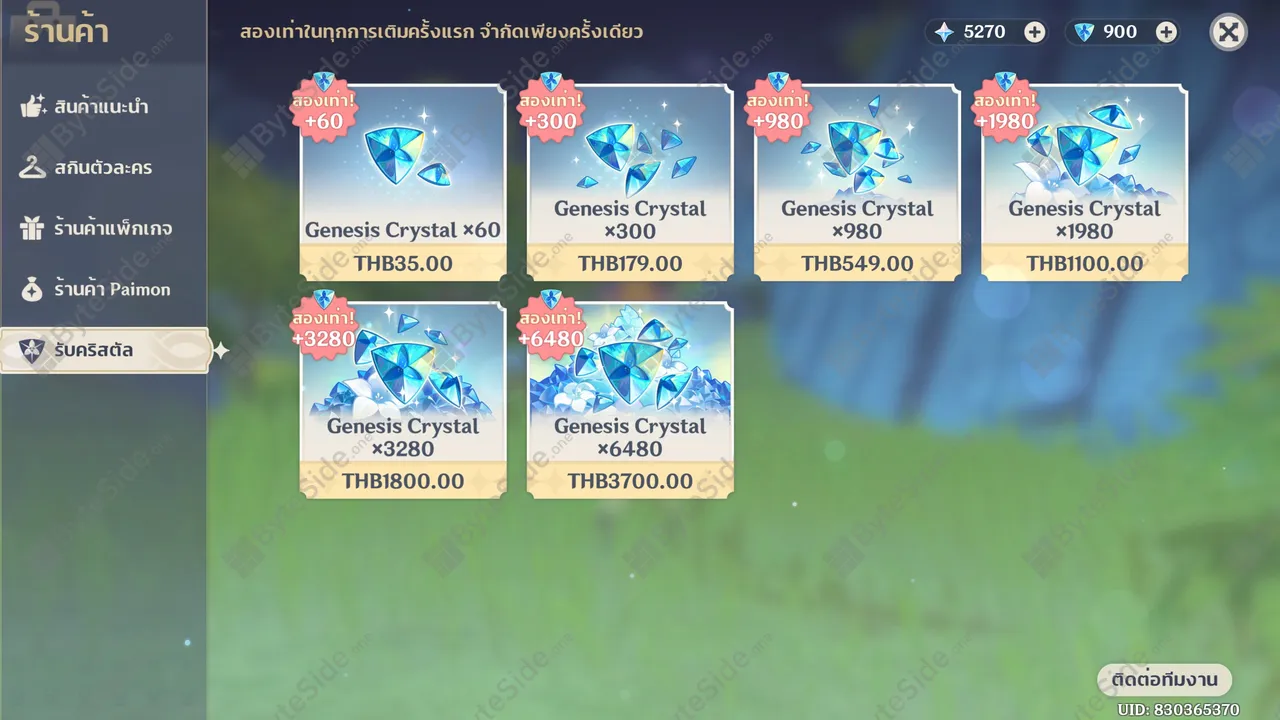 ร้านค้า
สองเท่าในทุกการเติมครั้งแรก จำกัดเพียงครั้งเดียว
5270
900
สินค้าแนะนำ
สกินตัวละคร
ร้านค้าแพ็กเกจ
ร้านค้า Paimon
รับคริสตัล
สองเท่า!
+60
Genesis Crystal ×60
THB35.00
สองเท่า!
+300
Genesis Crystal
×300
THB179.00
สองเท่า!
+980
Genesis Crystal
×980
THB549.00
สองเท่า!
+1980
Genesis Crystal
×1980
THB1100.00
สองเท่า!
+3280
Genesis Crystal
×3280
THB1800.00
สองเท่า!
+6480
Genesis Crystal
×6480
THB3700.00
ติดต่อทีมงาน
UID: 830365370
ByteSide.one